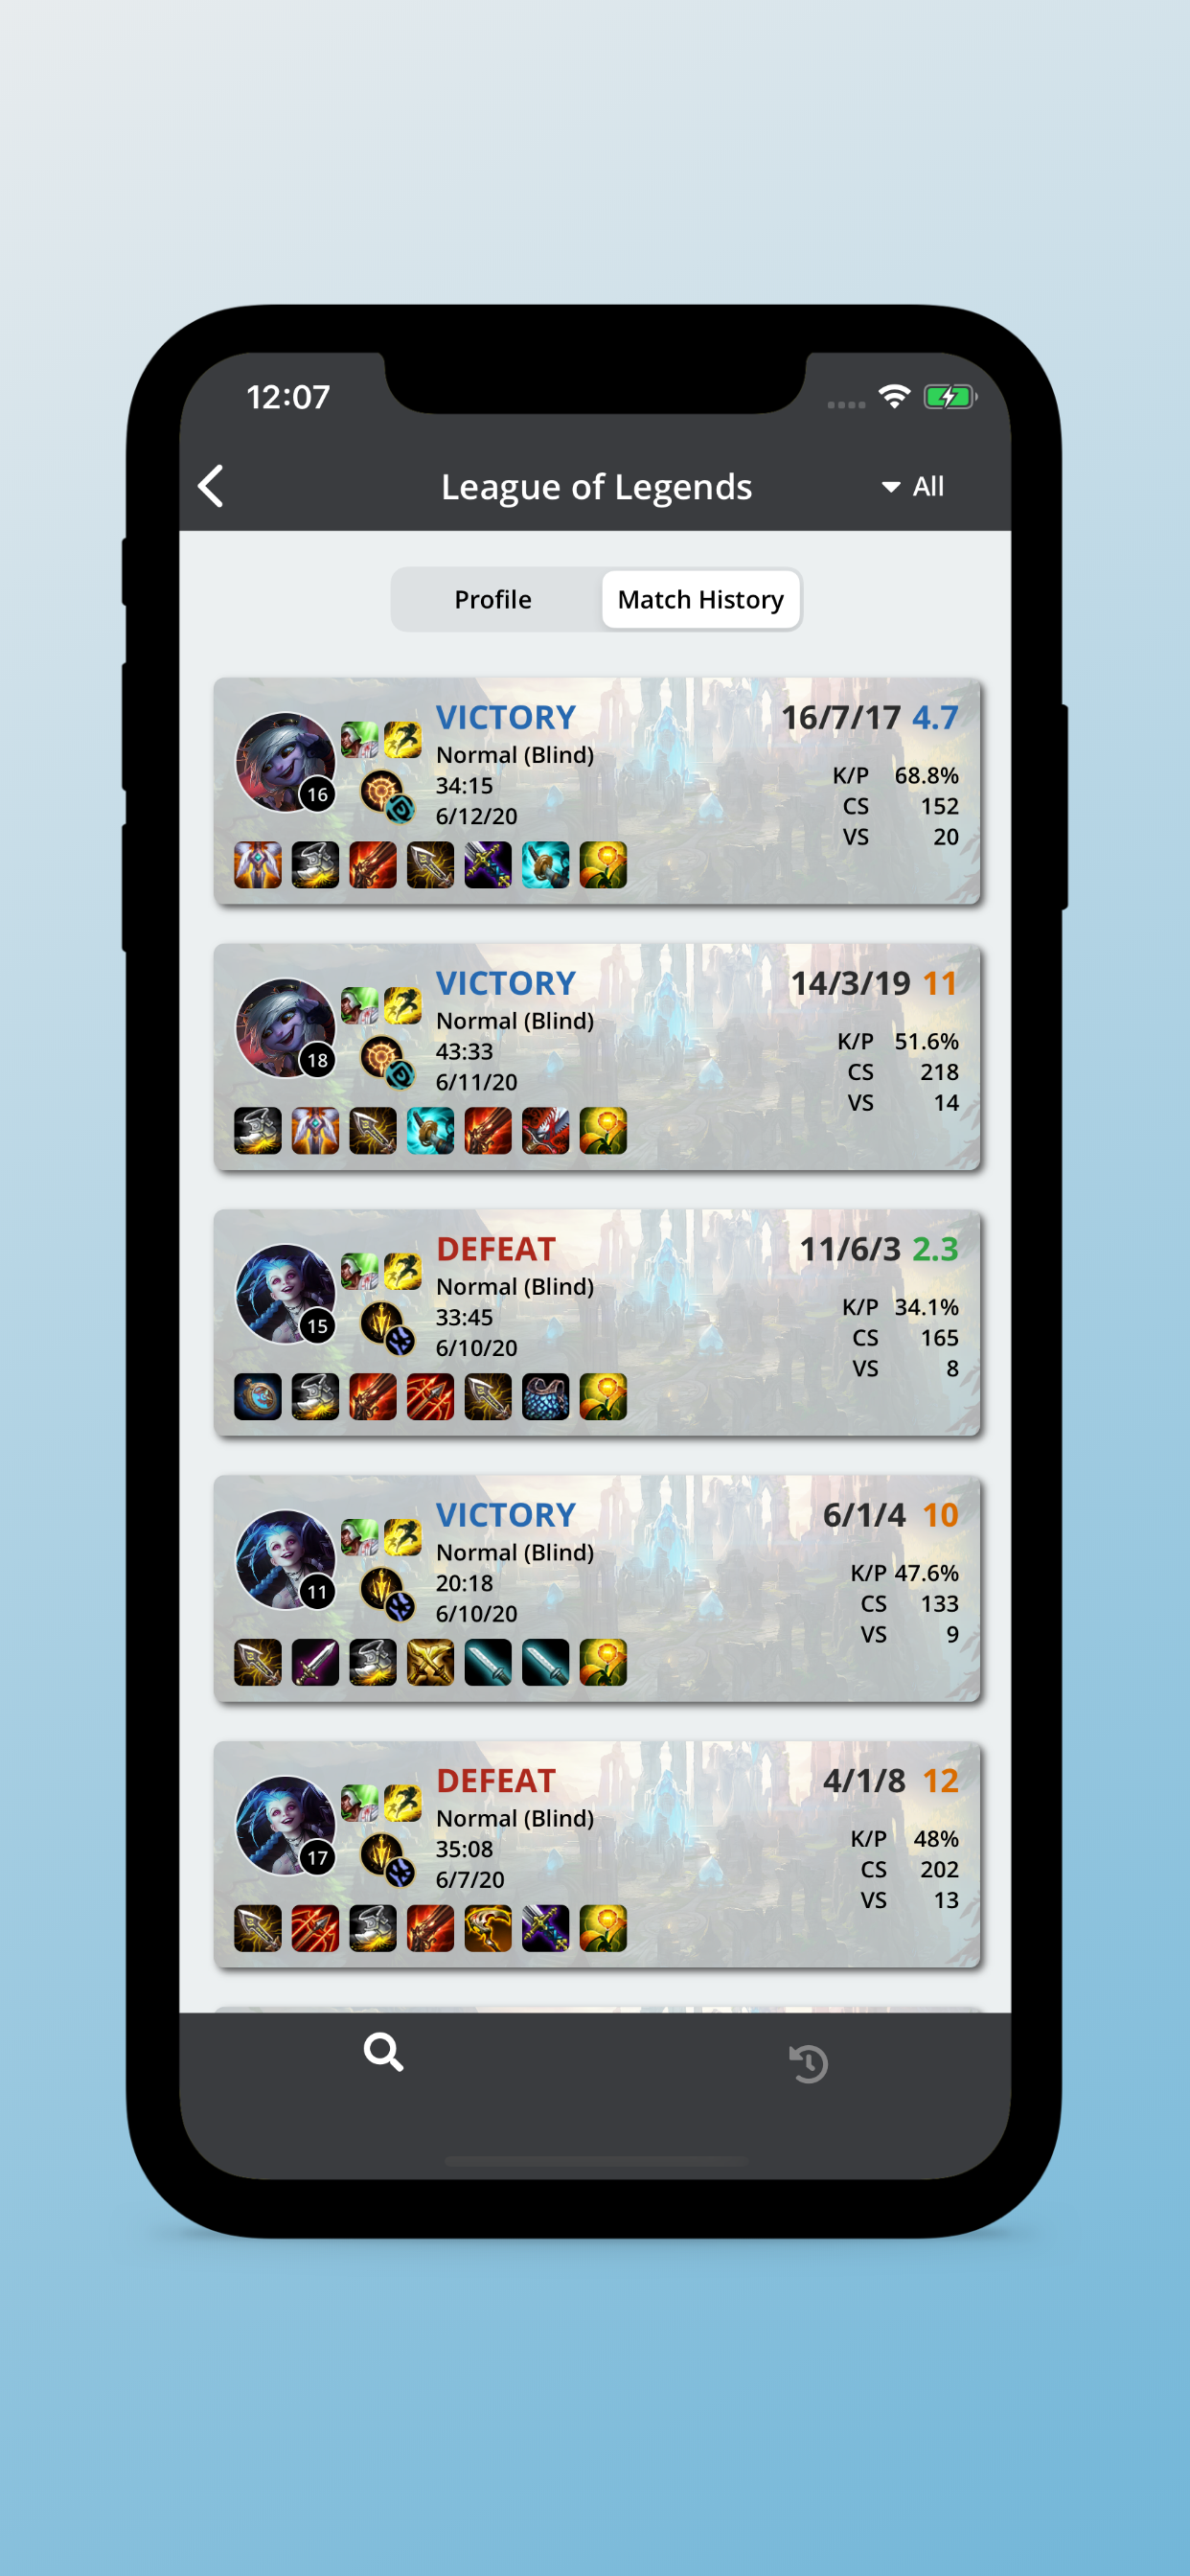 12:07
League of Legends
All
Profile
Match History
VICTORY
16/7/17 4.7
Normal (Blind)
34:15
6/12/20
K/P 68.8%
CS 152
VS 20
16
VICTORY
14/3/19 11
Normal (Blind)
43:33
6/11/20
K/P 51.6%
CS 218
VS 14
18
DEFEAT
11/6/3 2.3
Normal (Blind)
33:45
6/10/20
K/P 34.1%
CS 165
VS 8
15
VICTORY
6/1/4 10
Normal (Blind)
20:18
6/10/20
K/P 47.6%
CS 133
VS 9
11
DEFEAT
4/1/8 12
Normal (Blind)
35:08
6/7/20
K/P 48%
CS 202
VS 13
17